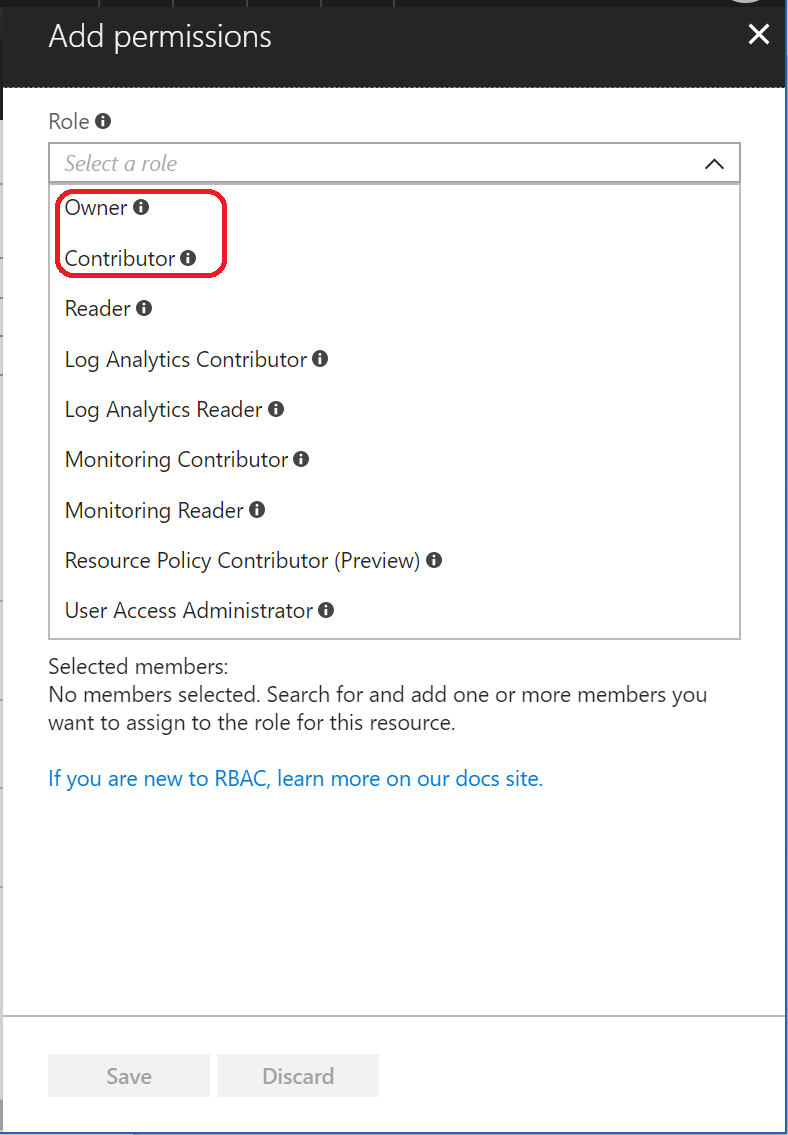 Add permissions
Role
Select a role
Owner
Contributor
Reader
Log Analytics Contributor
Log Analytics Reader
Monitoring Contributor
Monitoring Reader
Resource Policy Contributor (Preview)
User Access Administrator
Selected members:
No members selected. Search for and add one or more members you
want to assign to the role for this resource.
If you are new to RBAC, learn more on our docs site.
Save Discard